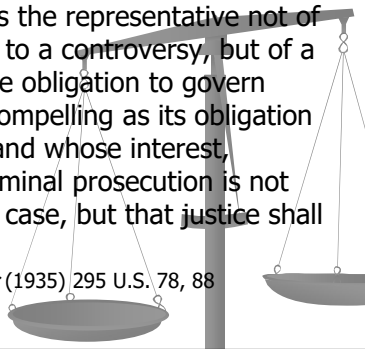 s the representative not of
to a controversy, but of a
e obligation to govern
ompelling as its obligation
and whose interest,
minal prosecution is not
case, but that justice shall
(1935) 295 U.S. 78, 88